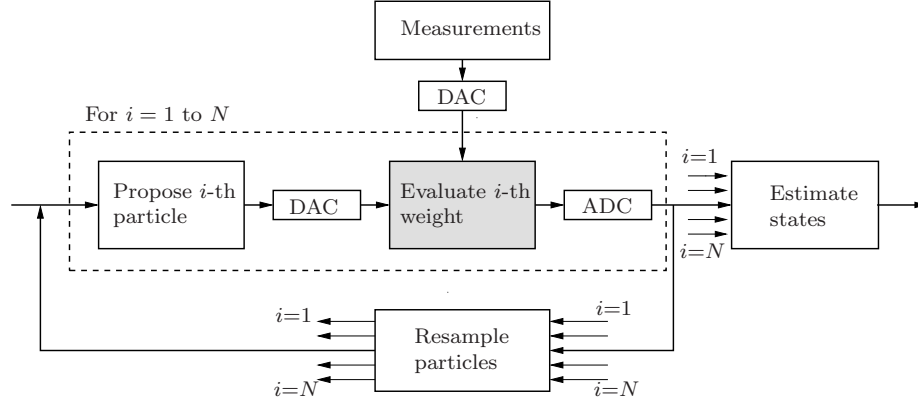 Measurements
DAC
For i = 1 to N
Propose i-th
particle
DAC
Evaluate i-th
weight
ADC
i=1
i=N
Estimate
states
i=1
i=N
Resample
particles
i=1
i=N